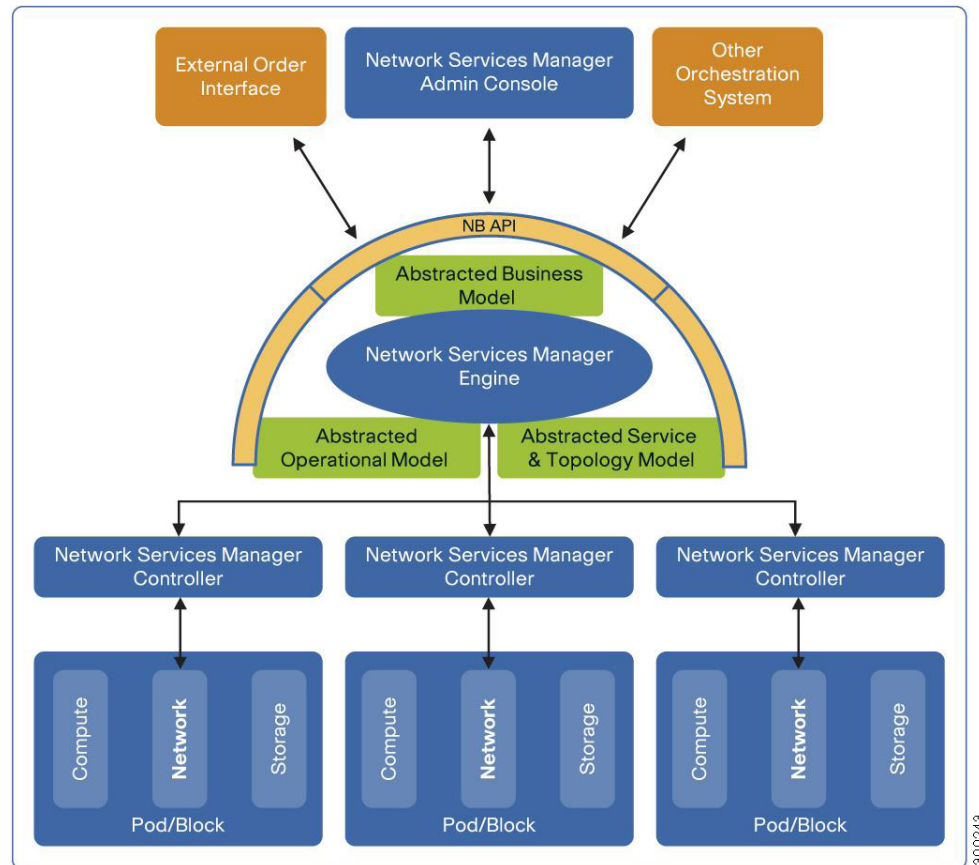 External Order
Interface
Network Services Manager
Admin Console
Other
Orchestration
System
NB API
Abstracted Business
Model
Network Services Manager
Engine
Abstracted
Operational Model
Abstracted Service
& Topology Model
Network Services Manager
Controller
Network Services Manager
Controller
Network Services Manager
Controller
Compute
Network
Storage
Pod/Block
Compute
Network
Storage
Pod/Block
Compute
Network
Storage
Pod/Block